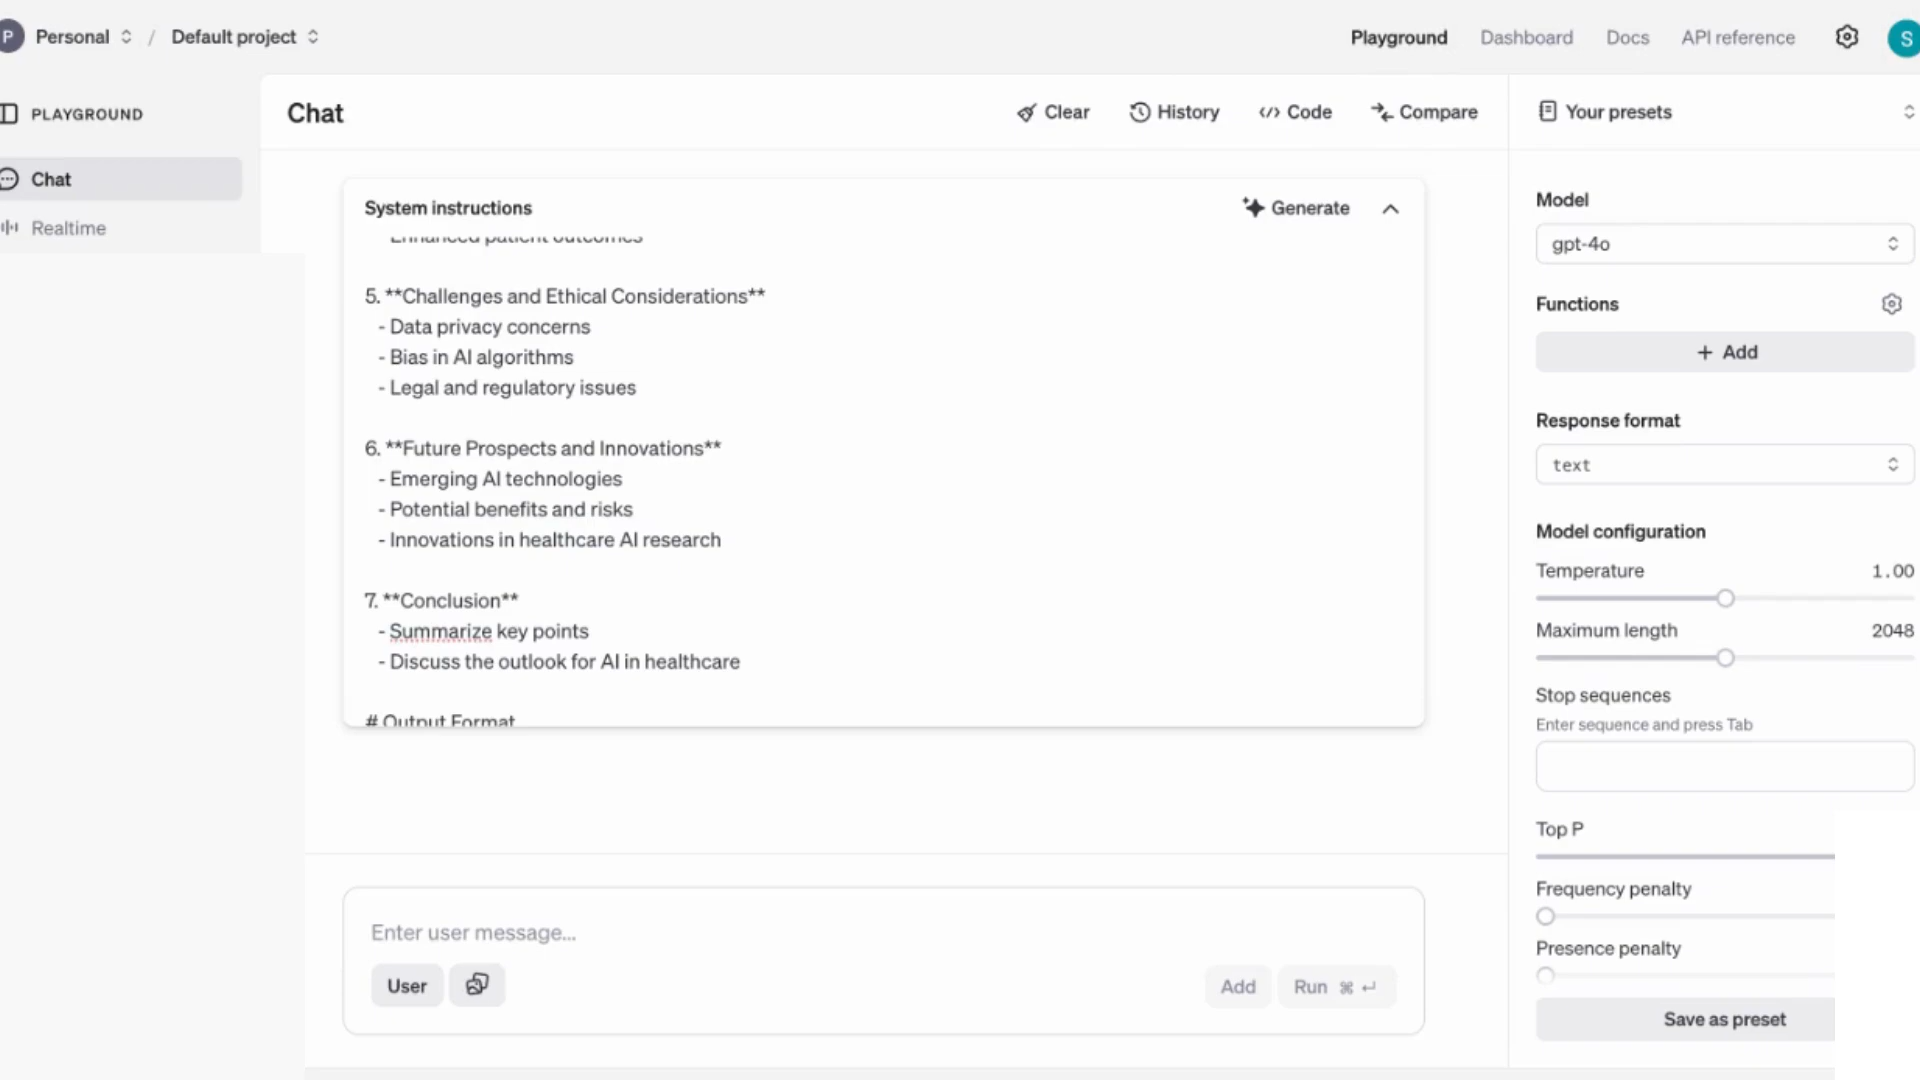 P Personal / Default project
Playground Dashboard Docs API reference S
PLAYGROUND
Chat
Realtime
Chat
Clear History Code Compare
System instructions
Generate
Enhanced patient outcomes
5. **Challenges and Ethical Considerations**
- Data privacy concerns
- Bias in AI algorithms
- Legal and regulatory issues
6. **Future Prospects and Innovations**
- Emerging AI technologies
- Potential benefits and risks
- Innovations in healthcare AI research
7. **Conclusion**
- Summarize key points
- Discuss the outlook for AI in healthcare
# Output Format
Enter user message...
User
Add Run ⌘ ↵
Your presets
Model
gpt-4o
Functions
+ Add
Response format
text
Model configuration
Temperature 1.00
Maximum length 2048
Stop sequences
Enter sequence and press Tab
Top P
Frequency penalty
Presence penalty
Save as preset